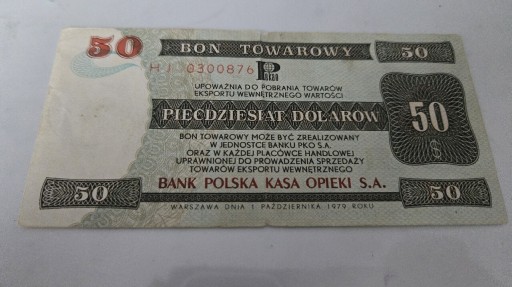 50 BON TOWAROWY 50
HJ 0300876 P PEKAO
UPOWAŻNIA DO POBRANIA TOWARÓW
EKSPORTU WEWNĘTRZNEGO WARTOŚCI
PIEĆDZIESIĄT DOLARÓW
50
$
BON TOWAROWY MOŻE BYĆ ZREALIZOWANY
W JEDNOSTCE BANKU PKO S.A.
ORAZ W KAŻDEJ PLACÓWCE HANDLOWEJ
UPRAWNIONEJ DO PROWADZENIA SPRZEDAŻY
TOWARÓW EKSPORTU WEWNĘTRZNEGO
50 BANK POLSKA KASA OPIEKI S.A. 50
WARSZAWA DNIA 1 PAŹDZIERNIKA 1979 ROKU